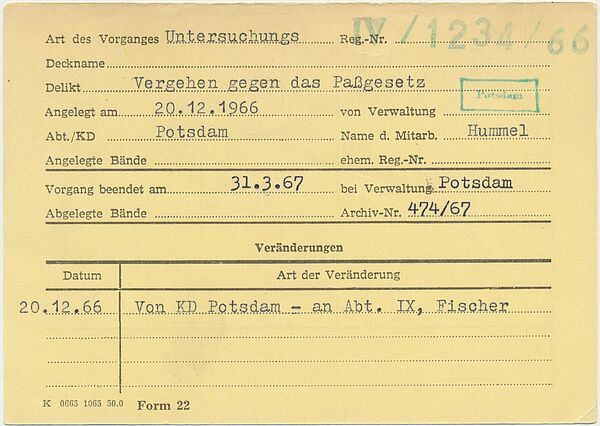 Art des Vorganges Untersuchungs Reg.-Nr. IV/1234/66
Deckname
Delikt Vergehen gegen das Paßgesetz
Angelegt am 20.12.1966 von Verwaltung Potsdam
Abt./KD Potsdam Name d. Mitarb. Hummel
Angelegte Bände ehem. Reg.-Nr.
Vorgang beendet am 31.3.67 bei Verwaltung Potsdam
Abgelegte Bände Archiv-Nr. 474/67
Veränderungen
Datum Art der Veränderung
20.12.66 Von KD Potsdam - an Abt. IX, Fischer
K 0665 1065 50.0 Form 22